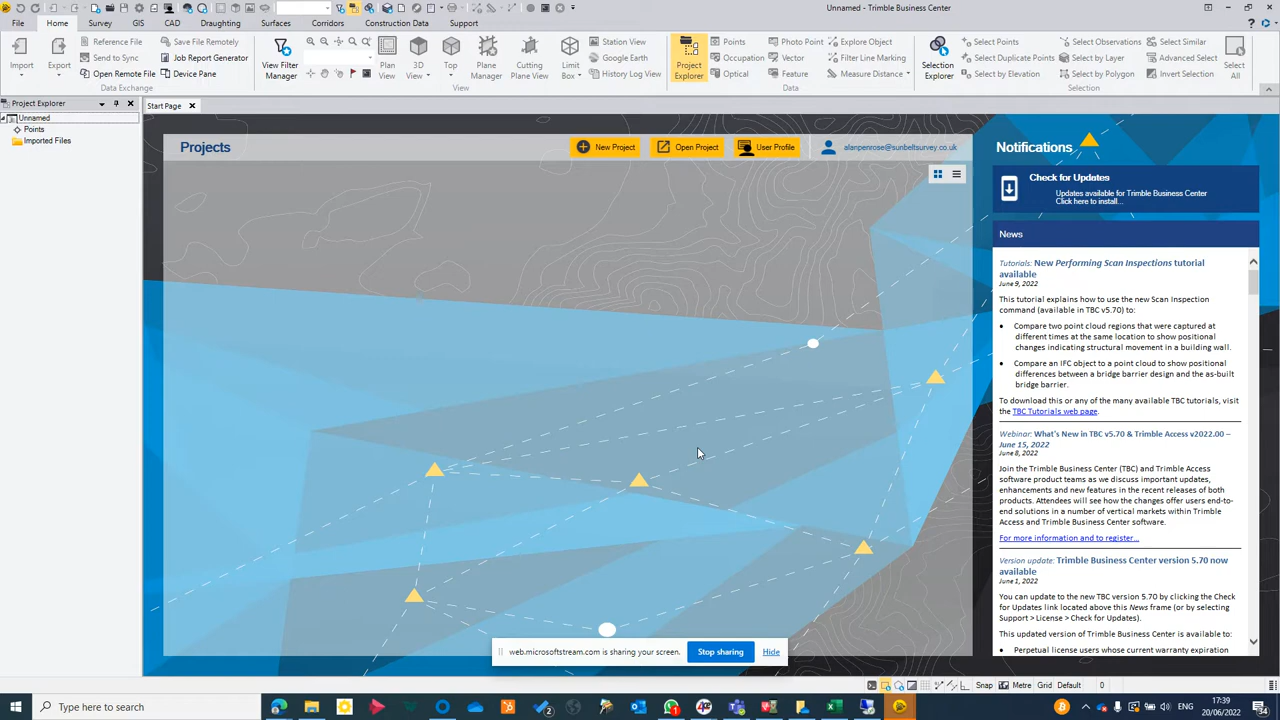 Unnamed - Trimble Business Center
File Home Survey GIS CAD Draughting Surfaces Corridors Construction Data Support
Import
Export
Reference File
Send to Sync
Open Remote File
Save File Remotely
Job Report Generator
Device Pane
Data Exchange
View Filter
Manager
Plan
View
3D
View
Top
Plane
Manager
Cutting
Plane View
Limit
Box
Station View
Google Earth
History Log View
View
Project
Explorer
Points
Occupation
Optical
Photo Point
Vector
Feature
Explore Object
Filter Line Marking
Measure Distance
Data
Selection
Explorer
Select Points
Select Duplicate Points
Select by Elevation
Select Observations
Select by Layer
Select by Polygon
Select Similar
Advanced Select
Invert Selection
Select
All
Selection
Project Explorer
Unnamed
Points
Imported Files
Start Page
Projects
New Project
Open Project
User Profile
alanpenrose@sunbeltsurvey.co.uk
Notifications
Check for Updates
Updates available for Trimble Business Center
Click here to install...
News
Tutorials: New Performing Scan Inspections tutorial
available
June 9, 2022
This tutorial explains how to use the new Scan Inspection
command (available in TBC v5.70) to:
• Compare two point cloud regions that were captured at
different times at the same location to show positional
changes indicating structural movement in a building wall.
• Compare an IFC object to a point cloud to show positional
differences between a bridge barrier design and the as-built
bridge barrier.
To download this or any of the many available TBC tutorials, visit
the TBC Tutorials web page.
Webinar: What's New in TBC v5.70 & Trimble Access v2022.00 –
June 15, 2022
June 8, 2022
Join the Trimble Business Center (TBC) and Trimble Access
software product teams as we discuss important updates,
enhancements and new features in the recent releases of both
products. Attendees will see how the changes offer users end-to-
end solutions in a number of vertical markets within Trimble
Access and Trimble Business Center software.
For more information and to register...
Version update: Trimble Business Center version 5.70 now
available
June 1, 2022
You can update to the new TBC version 5.70 by clicking the Check
for Updates link located above this News frame (or by selecting
Support > License > Check for Updates).
This updated version of Trimble Business Center is available to:
• Perpetual license users whose current warranty expiration
web.microsoftstream.com is sharing your screen.
Stop sharing
Hide
Snap Metre Grid Default 0
Type here to search
ENG
17:39
20/06/2022